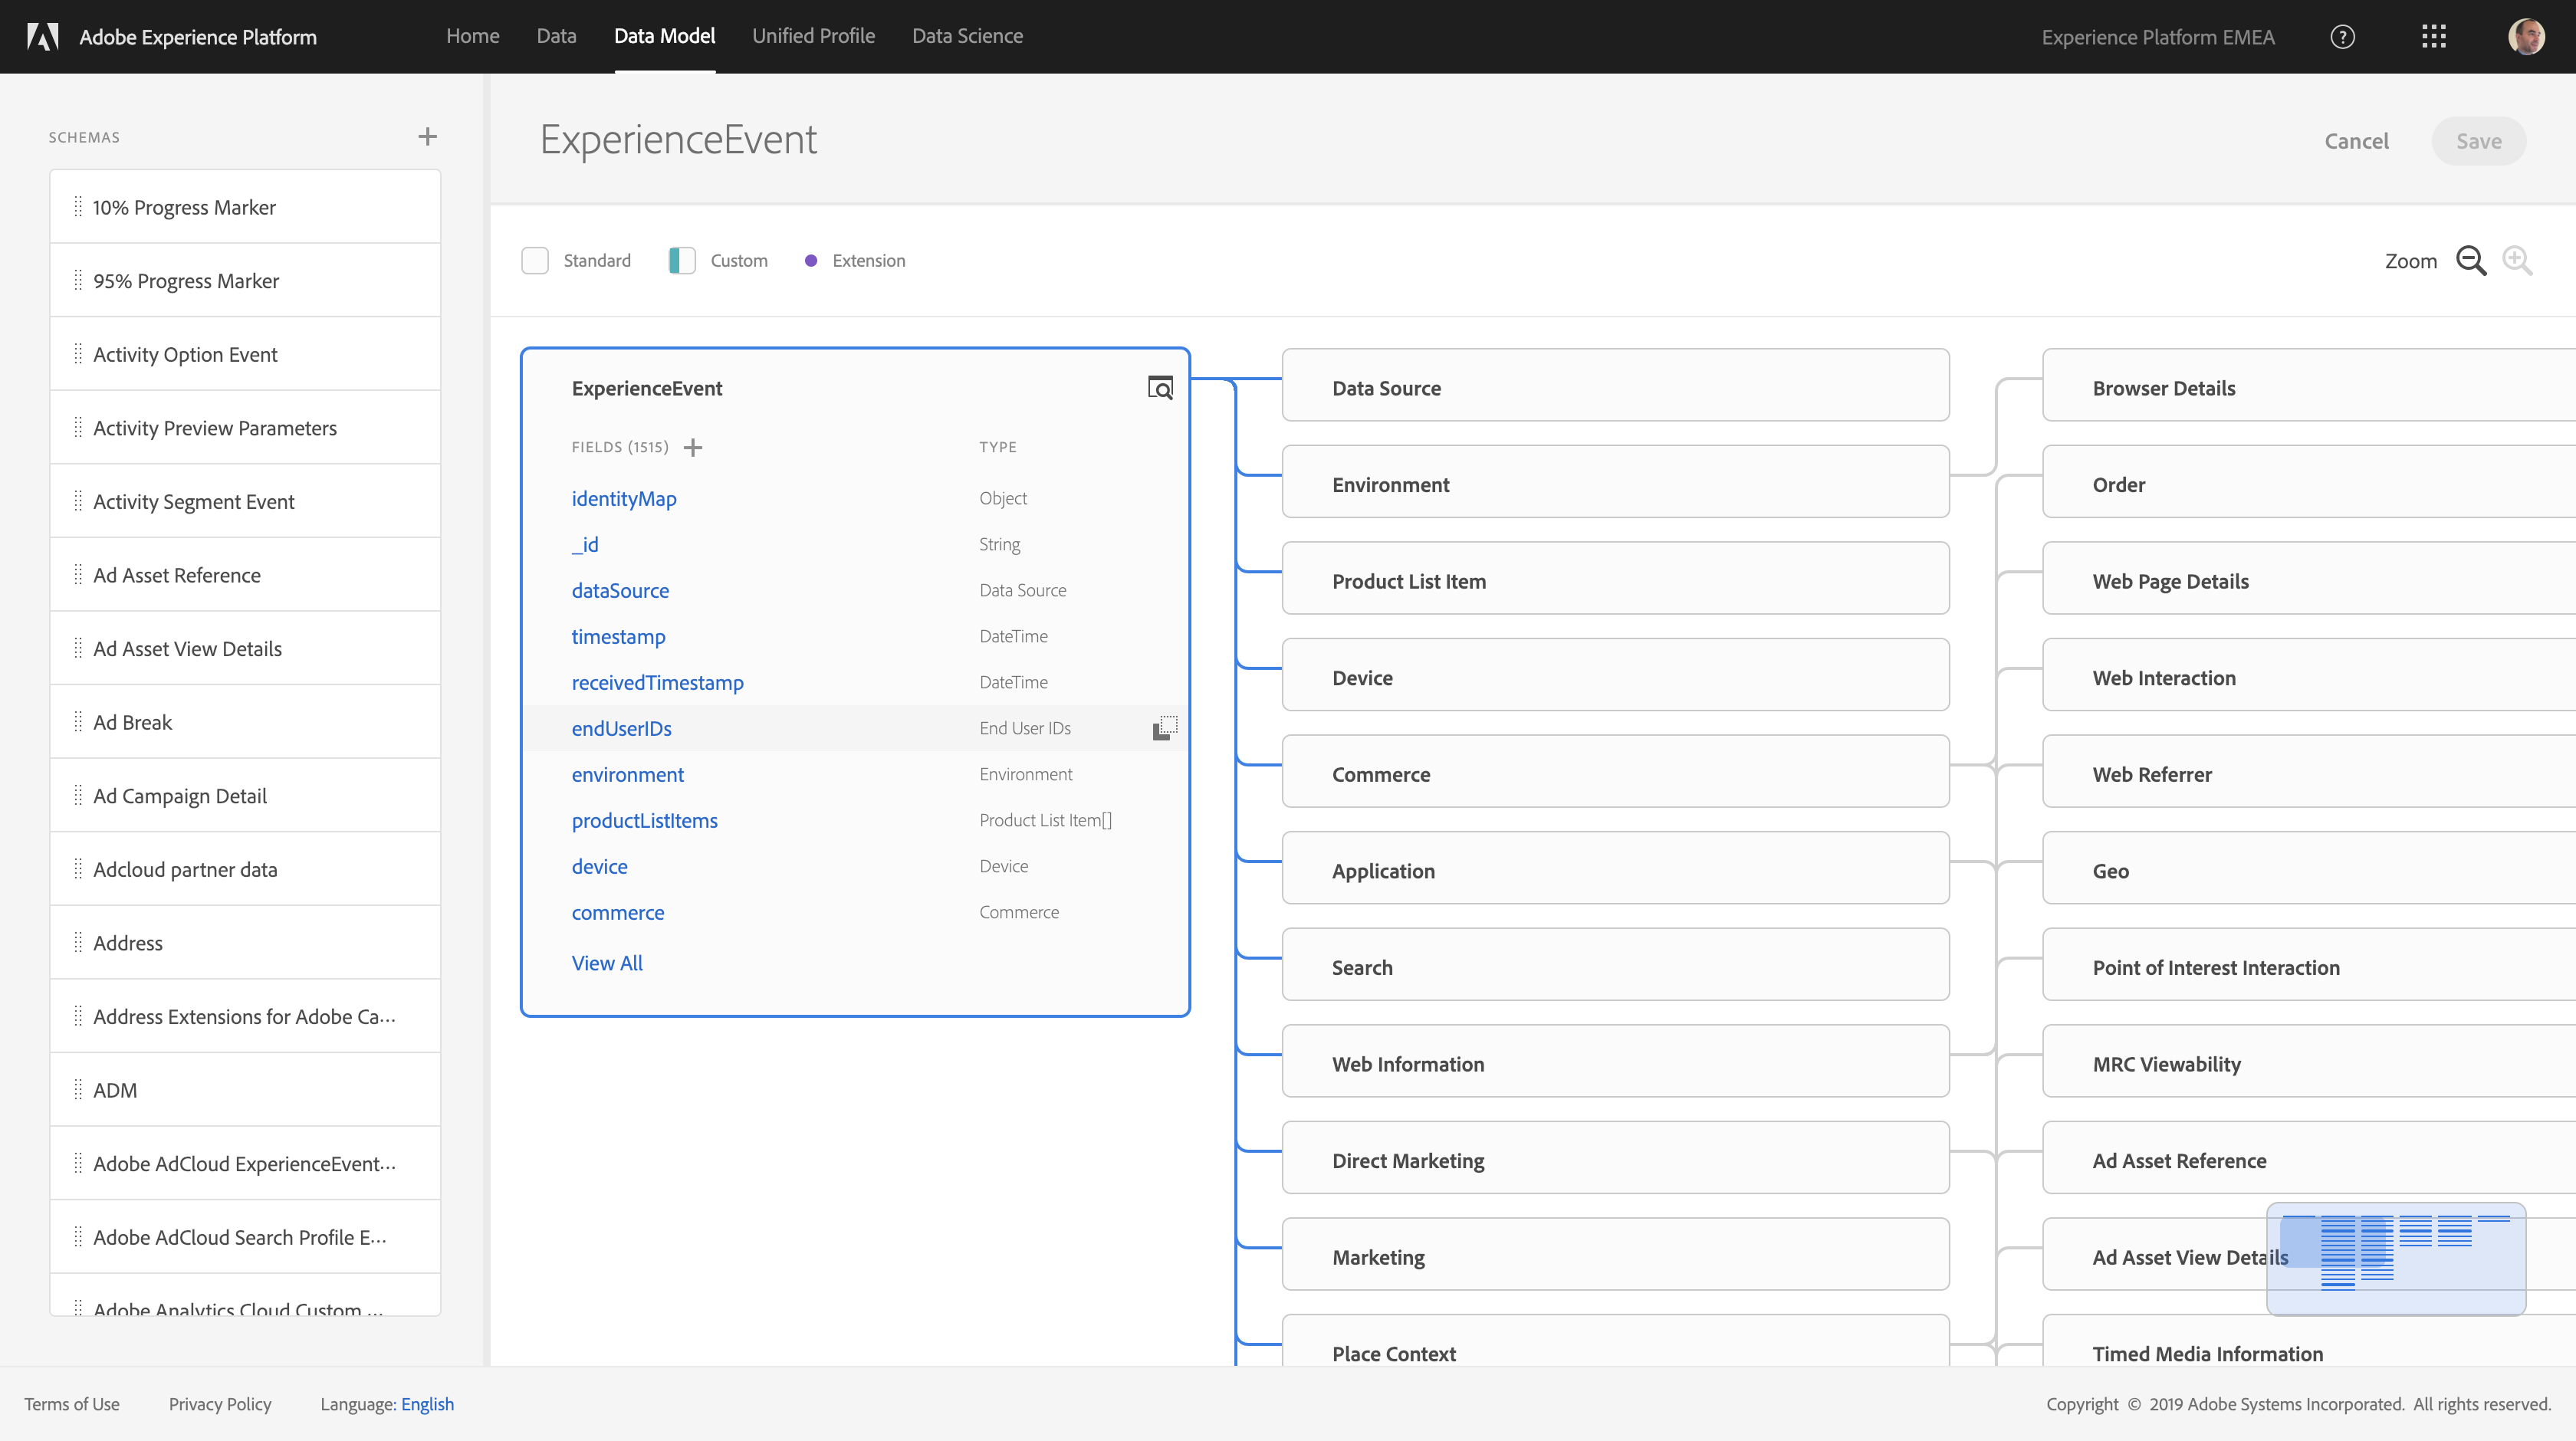 Adobe Experience Platform
Home
Data
Data Model
Unified Profile
Data Science
Experience Platform EMEA
SCHEMAS
10% Progress Marker
95% Progress Marker
Activity Option Event
Activity Preview Parameters
Activity Segment Event
Ad Asset Reference
Ad Asset View Details
Ad Break
Ad Campaign Detail
Adcloud partner data
Address
Address Extensions for Adobe Ca...
ADM
Adobe AdCloud ExperienceEvent...
Adobe AdCloud Search Profile E...
Adobe Analytics Cloud Custom ...
ExperienceEvent
Cancel
Save
Standard
Custom
Extension
Zoom
ExperienceEvent
FIELDS (1515)
TYPE
identityMap Object
_id String
dataSource Data Source
timestamp DateTime
receivedTimestamp DateTime
endUserIDs End User IDs
environment Environment
productListItems Product List Item[]
device Device
commerce Commerce
View All
Data Source
Environment
Product List Item
Device
Commerce
Application
Search
Web Information
Direct Marketing
Marketing
Place Context
Browser Details
Order
Web Page Details
Web Interaction
Web Referrer
Geo
Point of Interest Interaction
MRC Viewability
Ad Asset Reference
Ad Asset View Details
Timed Media Information
Terms of Use
Privacy Policy
Language: English
Copyright © 2019 Adobe Systems Incorporated. All rights reserved.